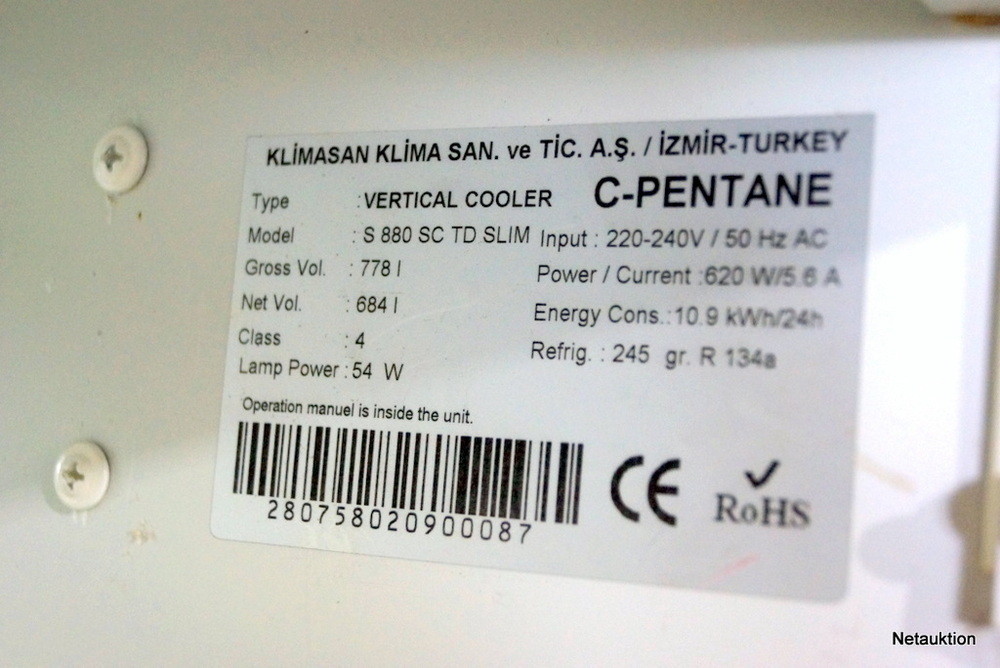 KLİMASAN KLİMA SAN. ve TİC. A.Ş. / İZMİR-TURKEY
Type : VERTICAL COOLER C-PENTANE
Model : S 880 SC TD SLIM Input : 220-240V / 50 Hz AC
Gross Vol. : 778 l Power / Current :620 W/5.6 A
Net Vol. : 684 l Energy Cons.:10.9 kWh/24h
Class : 4 Refrig. : 245 gr. R 134a
Lamp Power : 54 W
Operation manuel is inside the unit.
280758020900087
CE RoHS
Netauktion